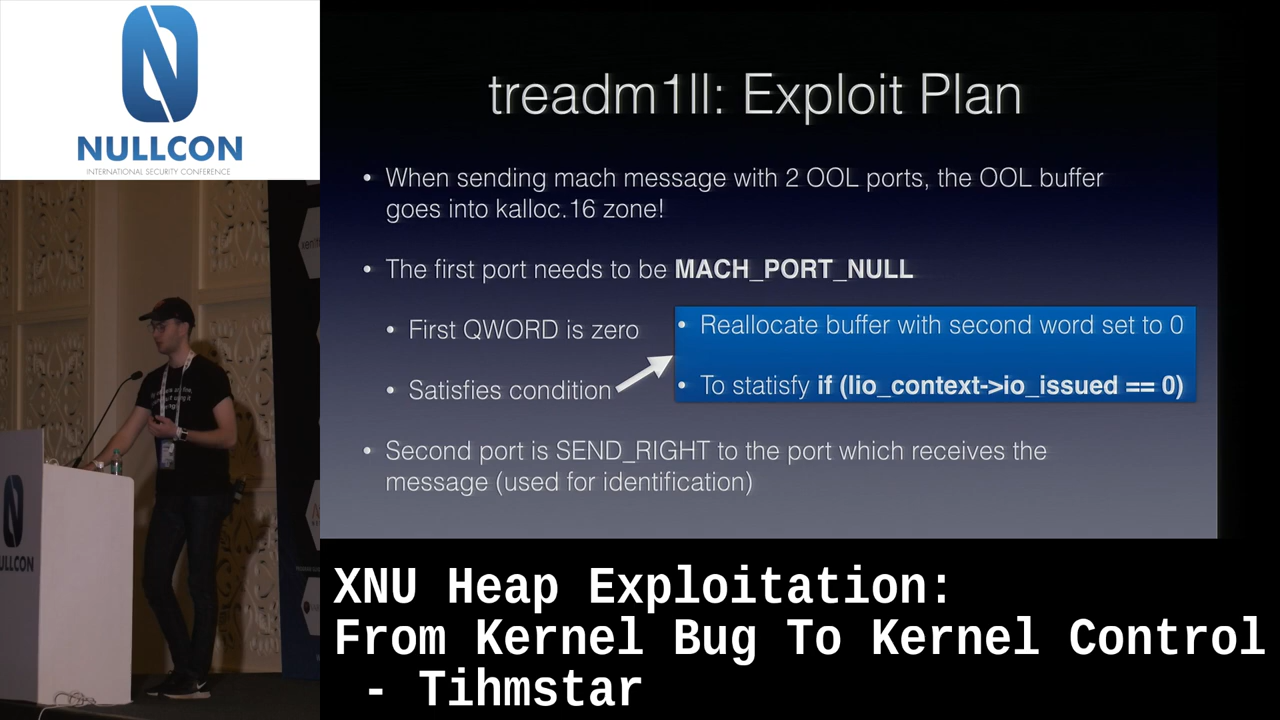 NULLCON
INTERNATIONAL SECURITY CONFERENCE
treadm1ll: Exploit Plan
• When sending mach message with 2 OOL ports, the OOL buffer
goes into kalloc.16 zone!
• The first port needs to be MACH_PORT_NULL
• First QWORD is zero
• Satisfies condition
• Reallocate buffer with second word set to 0
• To statisfy if (lio_context->io_issued == 0)
• Second port is SEND_RIGHT to the port which receives the
message (used for identification)
ULLCON
XNU Heap Exploitation:
From Kernel Bug To Kernel Control
- Tihmstar